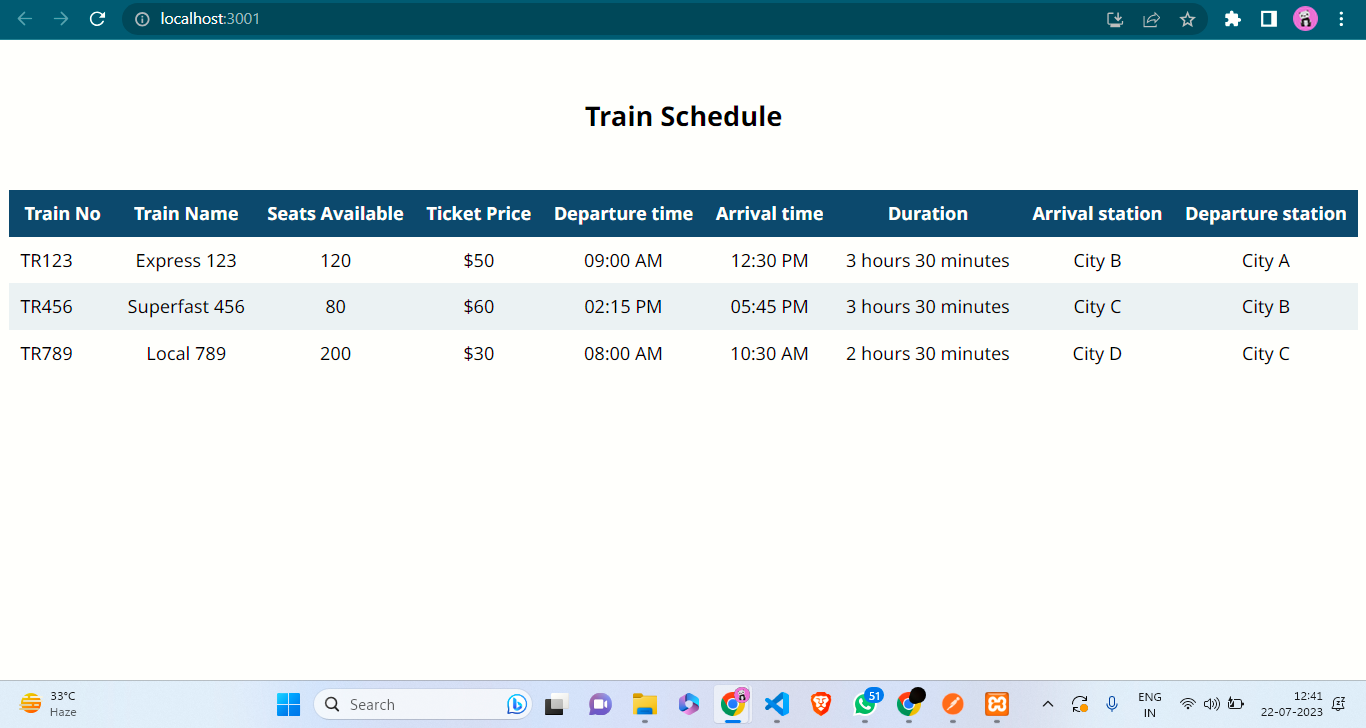 localhost:3001
Train Schedule
Train No Train Name Seats Available Ticket Price Departure time Arrival time Duration Arrival station Departure station
TR123 Express 123 120 $50 09:00 AM 12:30 PM 3 hours 30 minutes City B City A
TR456 Superfast 456 80 $60 02:15 PM 05:45 PM 3 hours 30 minutes City C City B
TR789 Local 789 200 $30 08:00 AM 10:30 AM 2 hours 30 minutes City D City C
33°C
Haze
Search
51
ENG
IN
12:41
22-07-2023